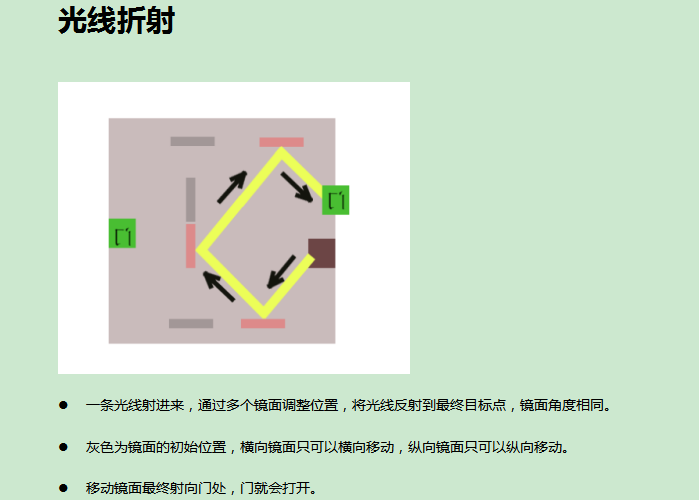 光线折射
门
门
一条光线射进来，通过多个镜面调整位置，将光线反射到最终目标点，镜面角度相同。
灰色为镜面的初始位置，横向镜面只可以横向移动，纵向镜面只可以纵向移动。
移动镜面最终射向门处，门就会打开。